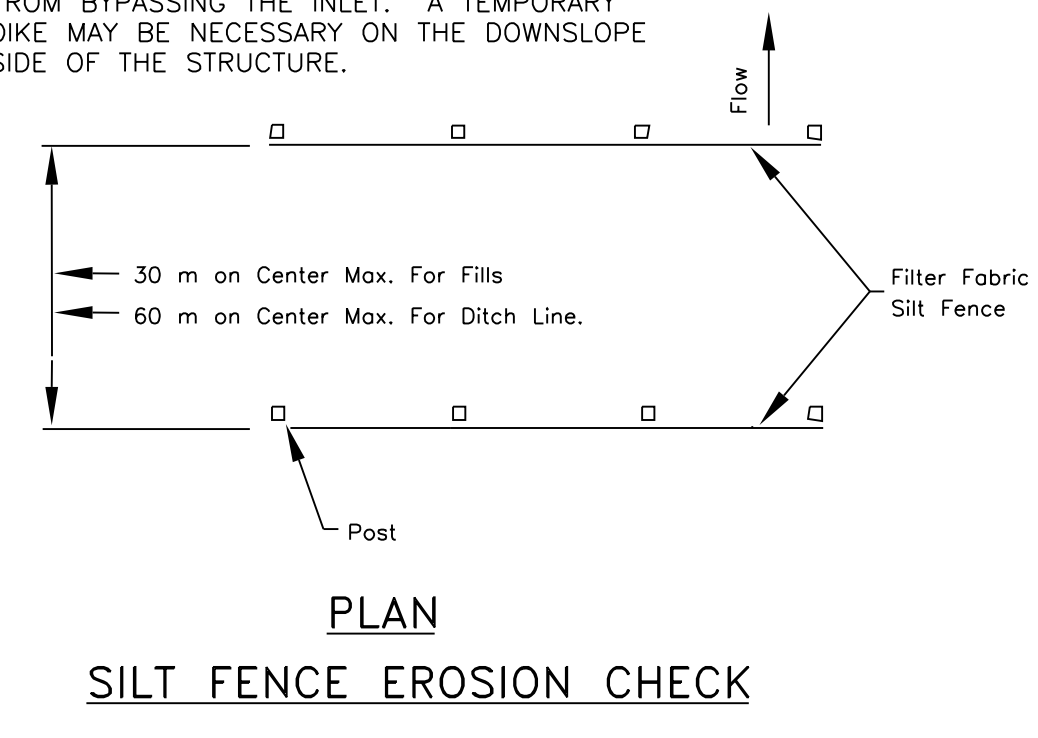 FROM BYPASSING THE INLET. A TEMPORARY
DIKE MAY BE NECESSARY ON THE DOWNSLOPE
SIDE OF THE STRUCTURE.
Flow
30 m on Center Max. For Fills
60 m on Center Max. For Ditch Line.
Filter Fabric
Silt Fence
Post
PLAN
SILT FENCE EROSION CHECK